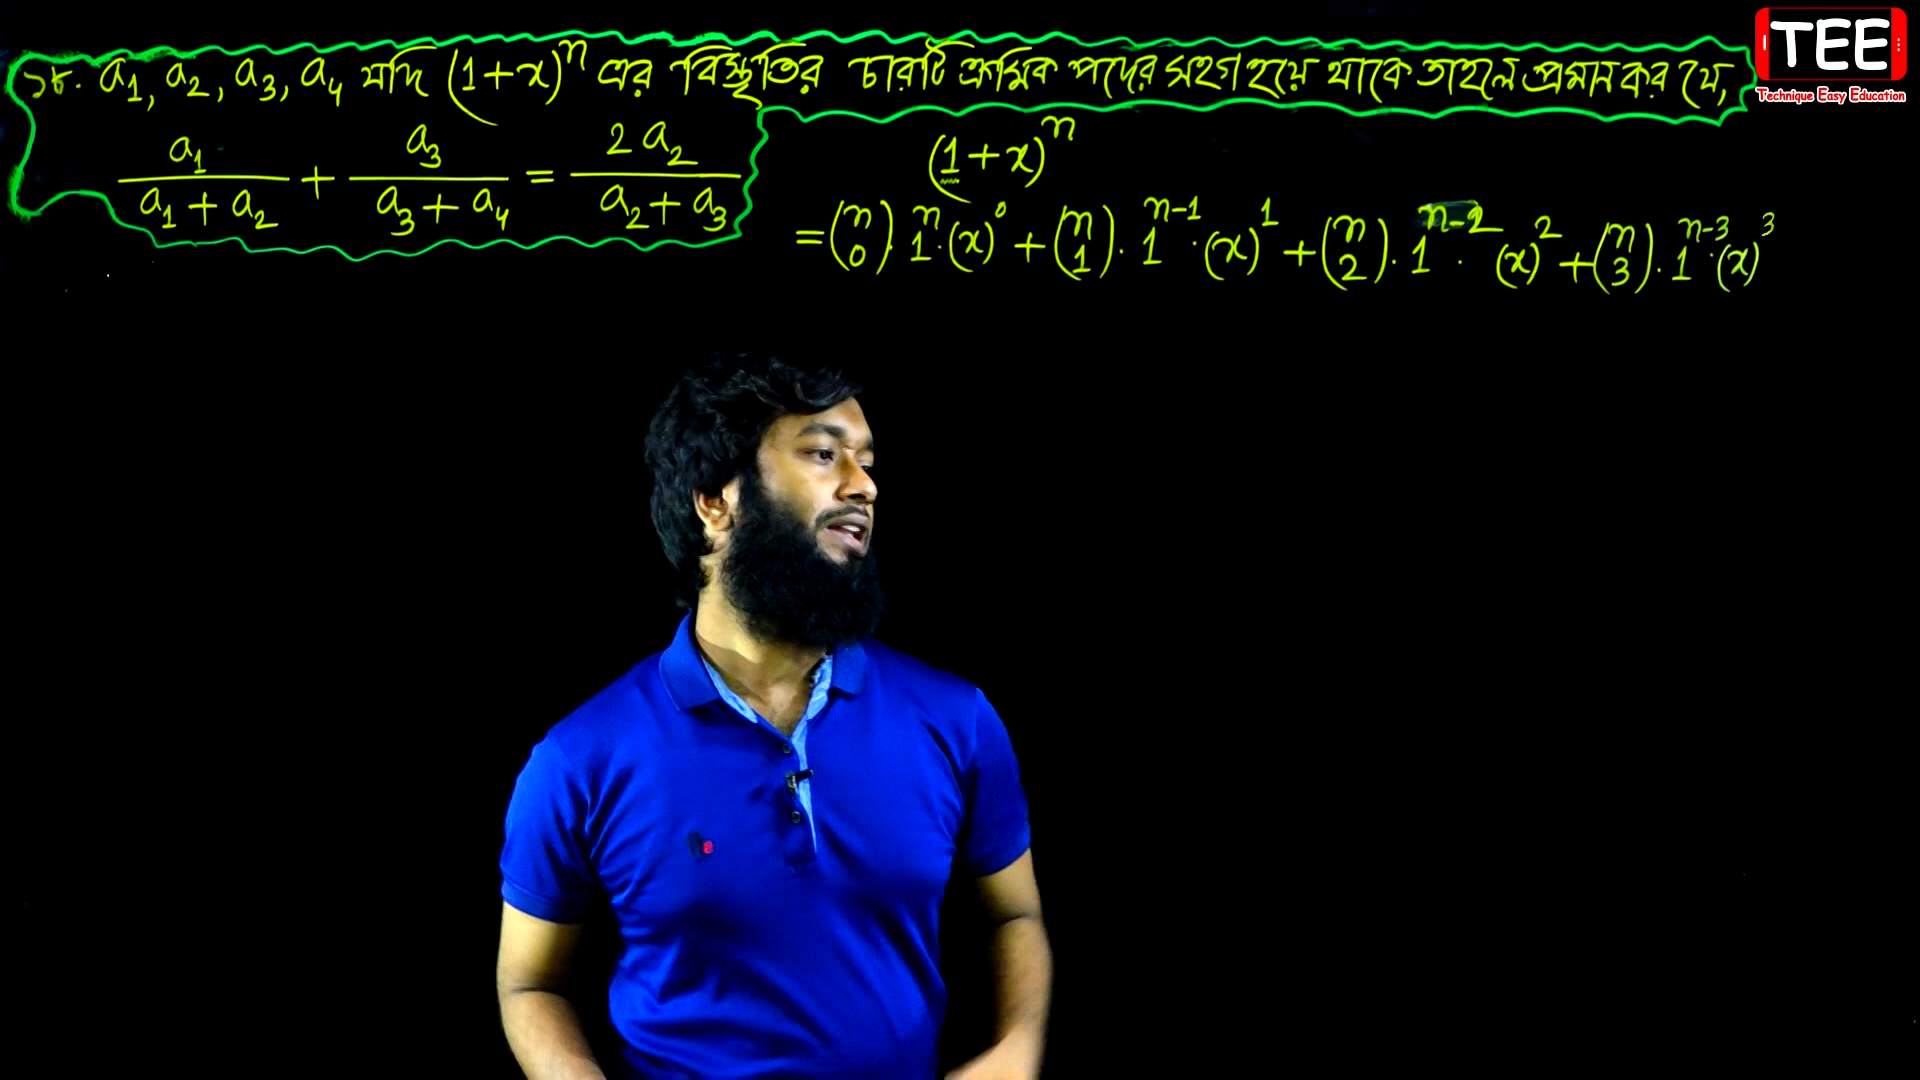 ১৮. a₁, a₂, a₃, a₄ যদি (1+x)ⁿ এর বিস্তৃতির চারটি ক্রমিক পদের সহগ হয়ে থাকে তাহলে প্রমান কর যে,
a₁/(a₁+a₂) + a₃/(a₃+a₄) = 2a₂/(a₂+a₃)
(1+x)ⁿ
= (n 0)·1ⁿ·(x)⁰ + (n 1)·1ⁿ⁻¹·(x)¹ + (n 2)·1ⁿ⁻²·(x)² + (n 3)·1ⁿ⁻³·(x)³
TEE
Technique Easy Education